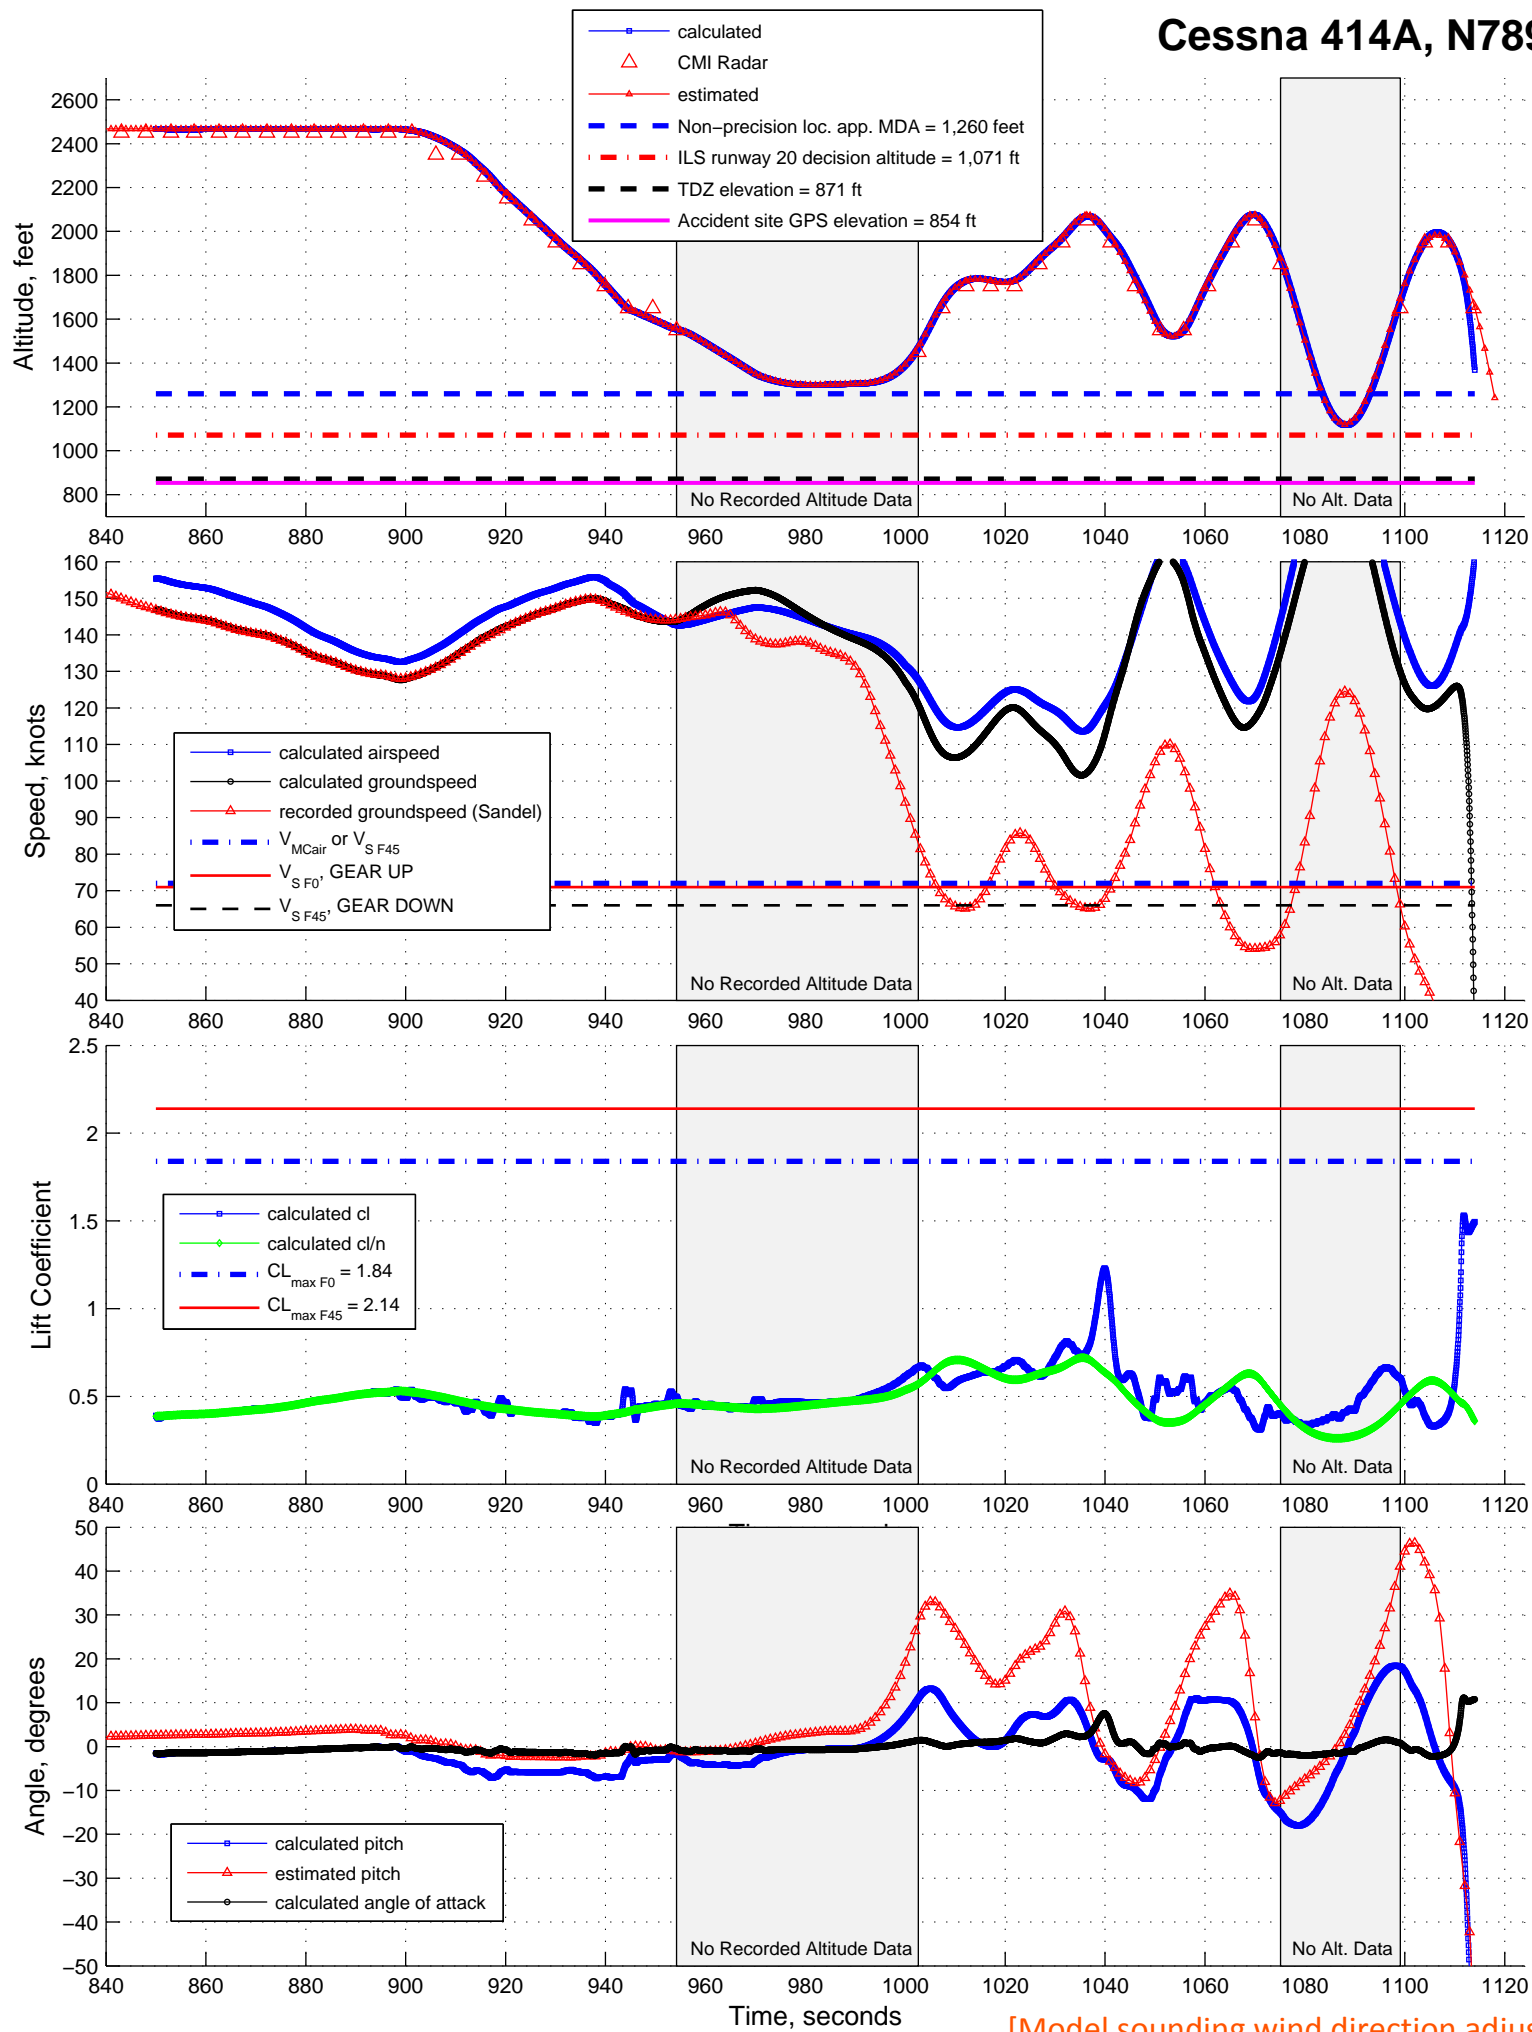 Cessna 414A, N789
calculated
CMI Radar
estimated
Non−precision loc. app. MDA = 1,260 feet
ILS runway 20 decision altitude = 1,071 ft
TDZ elevation = 871 ft
Accident site GPS elevation = 854 ft
Altitude, feet
2600
2400
2200
2000
1800
1600
1400
1200
1000
800
No Recorded Altitude Data
No Alt. Data
840 860 880 900 920 940 960 980 1000 1020 1040 1060 1080 1100 1120
Speed, knots
160
150
140
130
120
110
100
90
80
70
60
50
40
calculated airspeed
calculated groundspeed
recorded groundspeed (Sandel)
VMCair or VS F45
VS F0, GEAR UP
VS F45, GEAR DOWN
No Recorded Altitude Data
No Alt. Data
840 860 880 900 920 940 960 980 1000 1020 1040 1060 1080 1100 1120
Lift Coefficient
2.5
2
1.5
1
0.5
0
calculated cl
calculated cl/n
CLmax F0 = 1.84
CLmax F45 = 2.14
No Recorded Altitude Data
No Alt. Data
840 860 880 900 920 940 960 980 1000 1020 1040 1060 1080 1100 1120
Angle, degrees
50
40
30
20
10
0
−10
−20
−30
−40
−50
calculated pitch
estimated pitch
calculated angle of attack
No Recorded Altitude Data
No Alt. Data
840 860 880 900 920 940 960 980 1000 1020 1040 1060 1080 1100 1120
Time, seconds
[Model sounding wind direction adjus